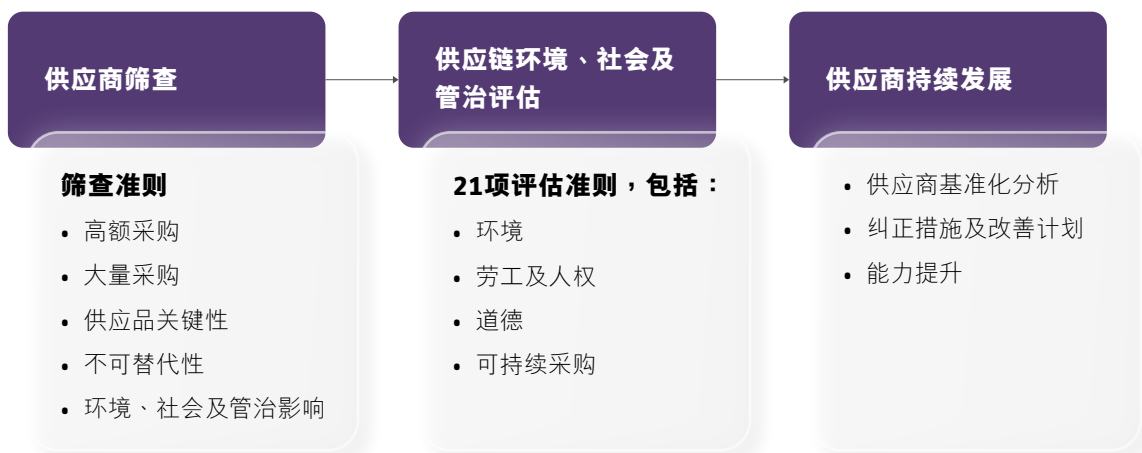 供应商筛查
筛查准则
• 高额采购
• 大量采购
• 供应品关键性
• 不可替代性
• 环境、社会及管治影响
供应链环境、社会及
管治评估
21项评估准则，包括：
• 环境
• 劳工及人权
• 道德
• 可持续采购
供应商持续发展
• 供应商基准化分析
• 纠正措施及改善计划
• 能力提升